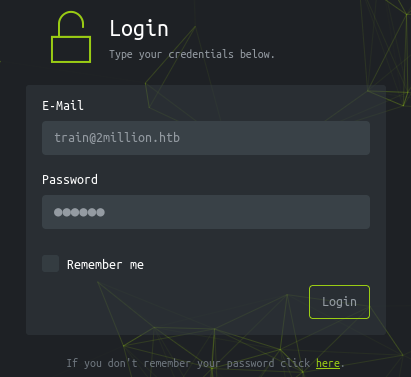 Login
Type your credentials below.
E-Mail
train@2million.htb
Password
●●●●●●
Remember me
Login
If you don't remember your password click here.